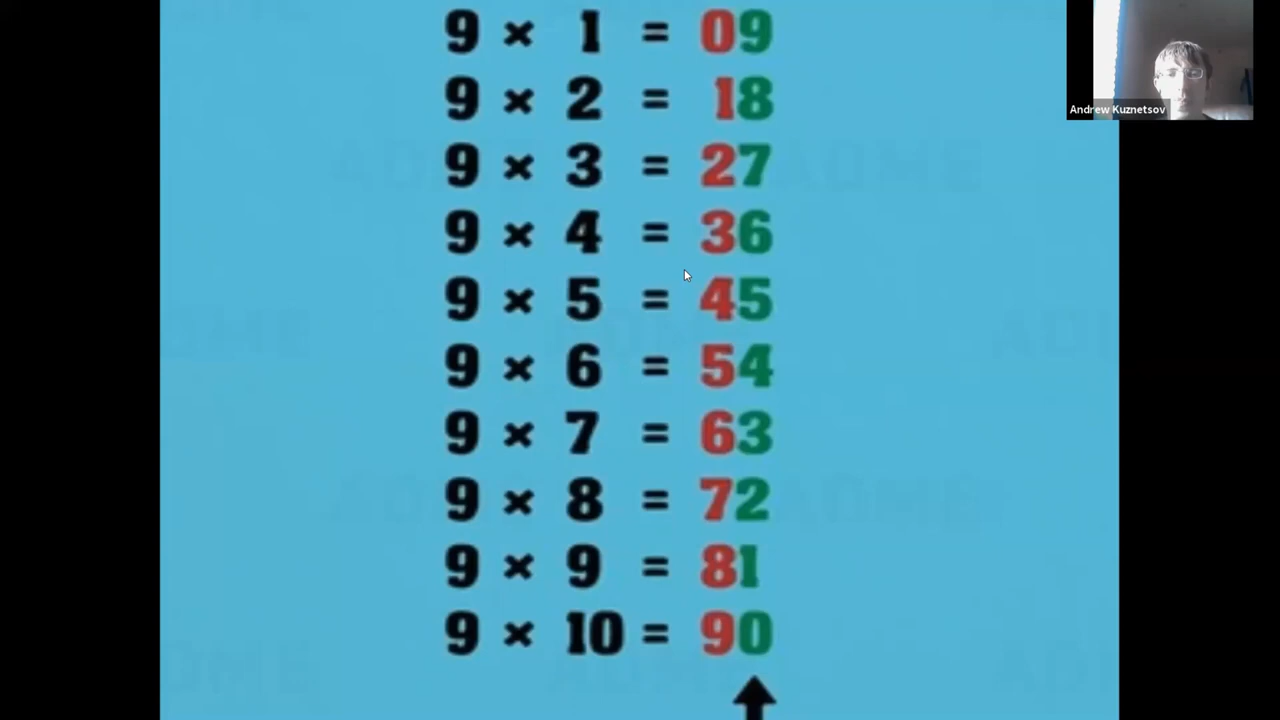 9 × 1 = 09
9 × 2 = 18
9 × 3 = 27
9 × 4 = 36
9 × 5 = 45
9 × 6 = 54
9 × 7 = 63
9 × 8 = 72
9 × 9 = 81
9 × 10 = 90
Andrew Kuznetsov
ADME